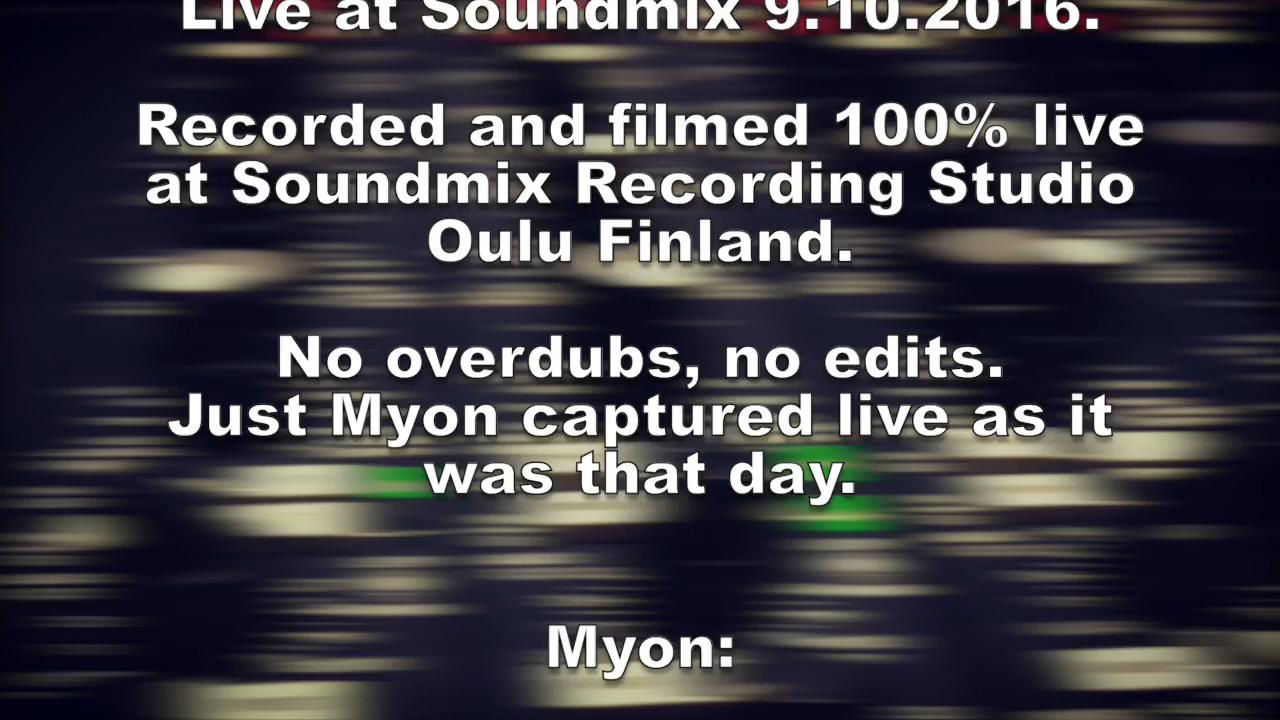 Live at Soundmix 9.10.2016.
Recorded and filmed 100% live
at Soundmix Recording Studio
Oulu Finland.
No overdubs, no edits.
Just Myon captured live as it
was that day.
Myon: